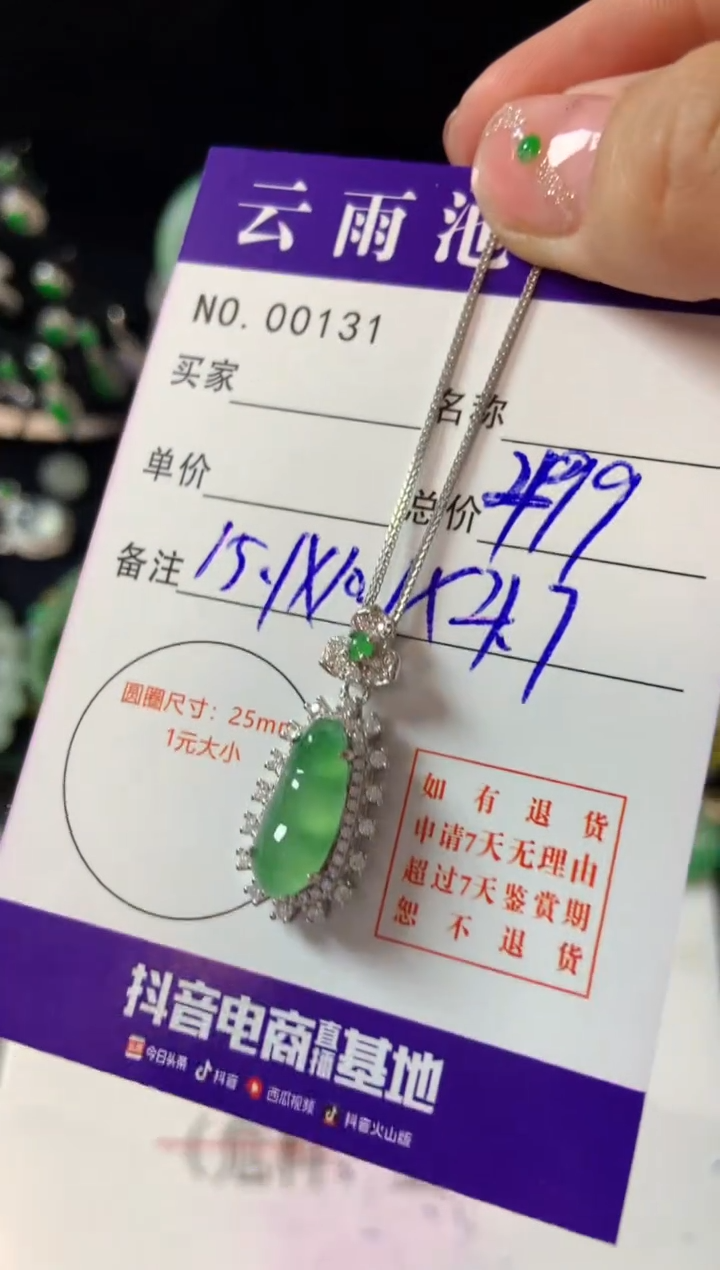 云雨池
NO. 00131
买家
名称
单价
总价
备注 15.1X10.1X4.7
圆圈尺寸：25mm
1元大小
如有退货
申请7天无理由
超过7天鉴赏期
恕不退货
抖音电商直播基地
今日头条 抖音 西瓜视频 抖音火山版